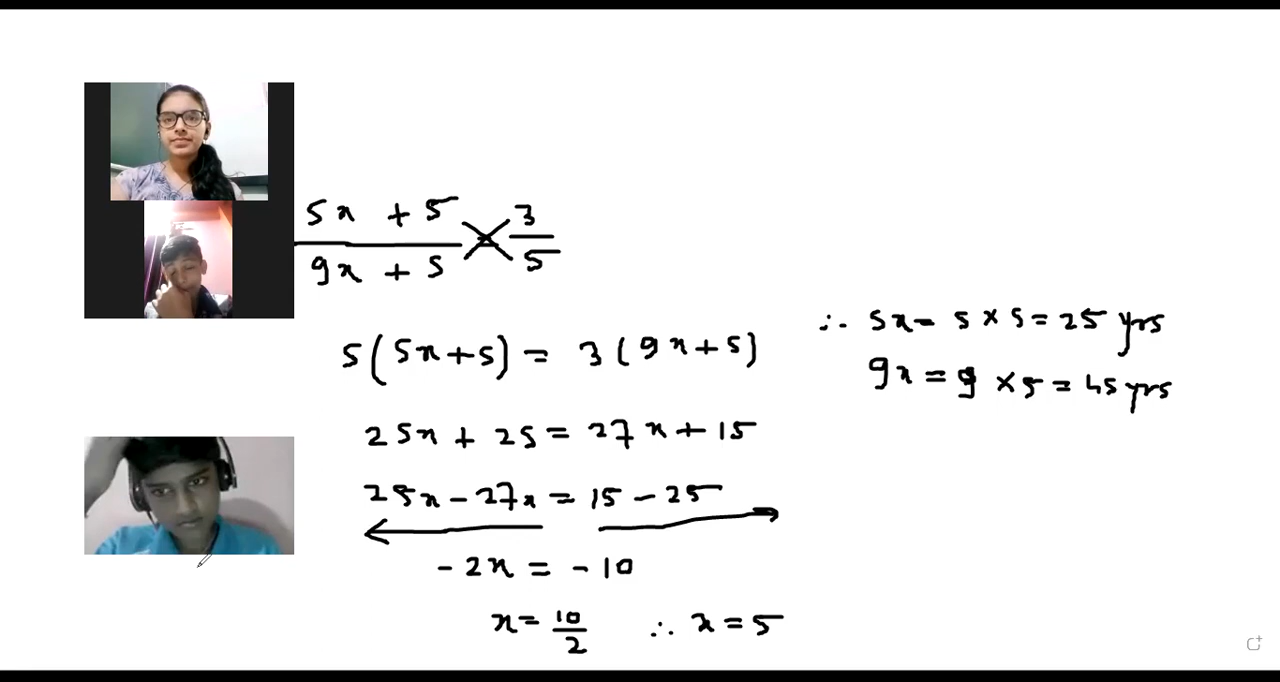 5x + 5 / 9x + 5 = 3/5
5(5x+5) = 3(9x+5)
25x + 25 = 27x + 15
25x - 27x = 15 - 25
- 2x = - 10
x = 10/2 ∴ x = 5
∴ 5x = 5 × 5 = 25 yrs
9x = 9 × 5 = 45 yrs